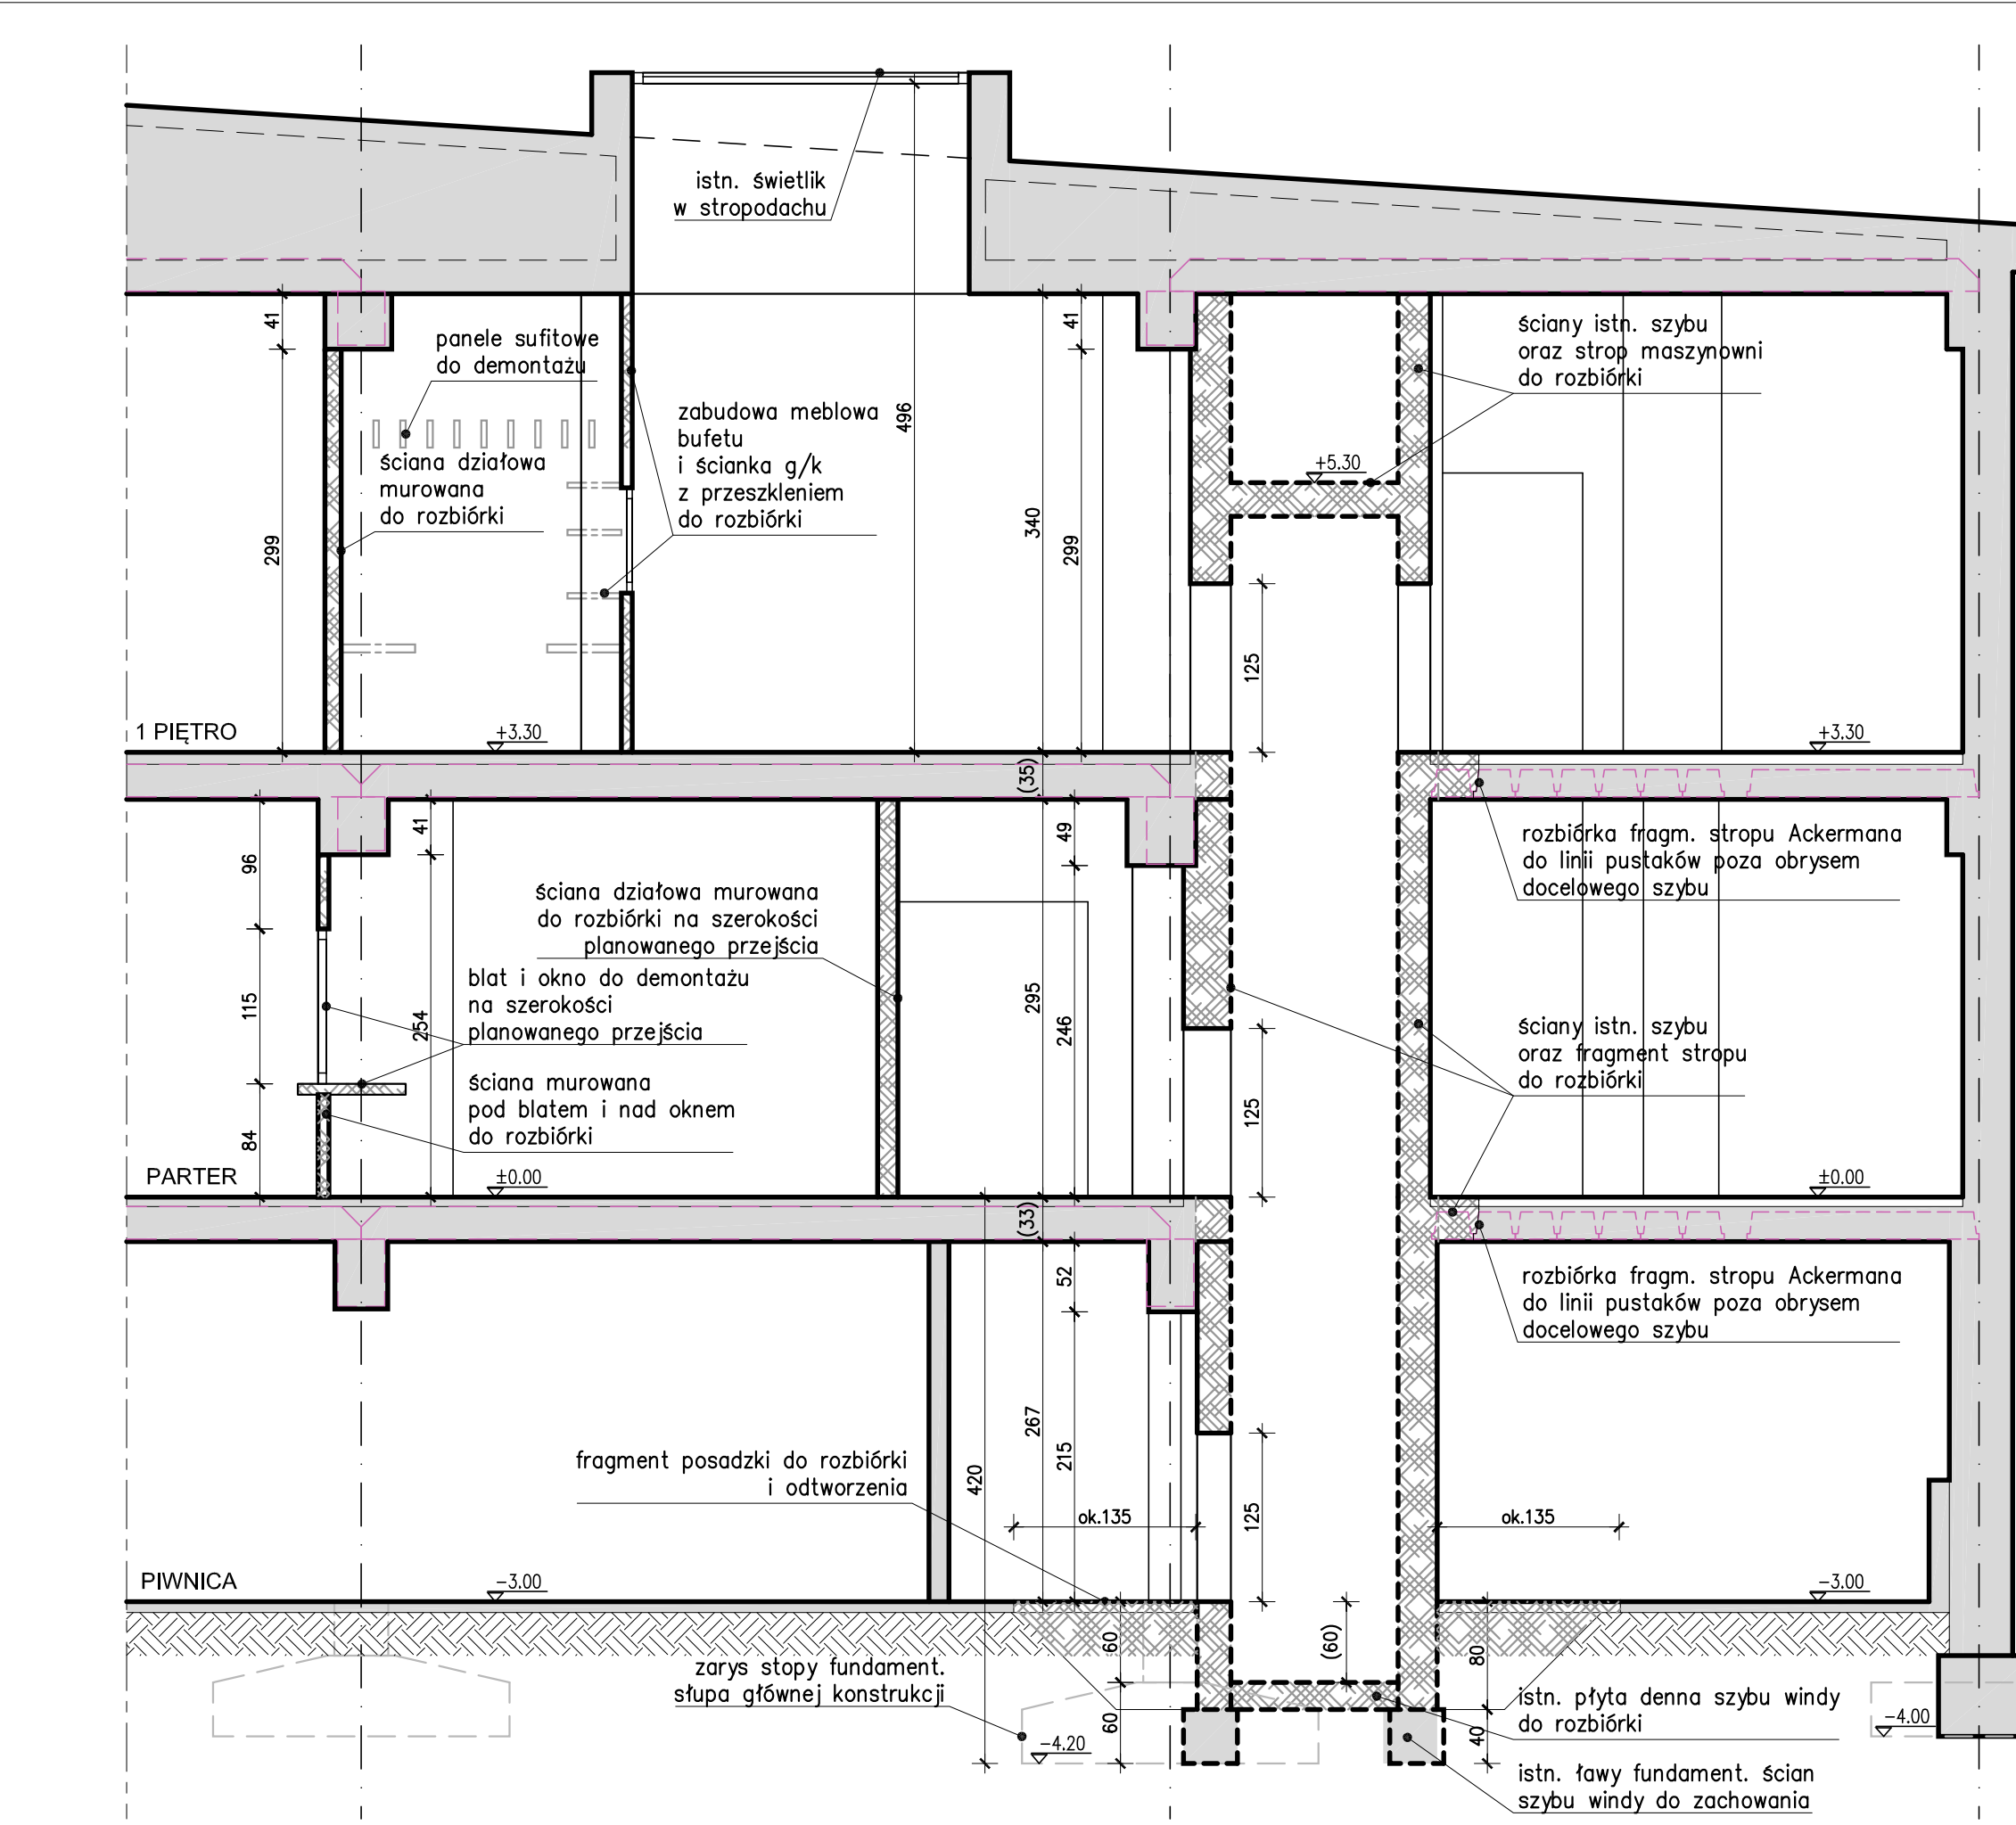 istn. świetlik
w stropodachu
41
panele sufitowe
do demontażu
41
ściany istn. szybu
oraz strop maszynowni
do rozbiórki
zabudowa meblowa
bufetu
i ścianka g/k
z przeszkleniem
do rozbiórki
496
ściana działowa
murowana
do rozbiórki
+5.30
299
340
299
125
1 PIĘTRO
+3.30
+3.30
(35)
96
41
49
rozbiórka fragm. stropu Ackermana
do linii pustaków poza obrysem
docelowego szybu
ściana działowa murowana
do rozbiórki na szerokości
planowanego przejścia
blat i okno do demontażu
na szerokości
planowanego przejścia
115
254
295
246
ściany istn. szybu
oraz fragment stropu
do rozbiórki
ściana murowana
pod blatem i nad oknem
do rozbiórki
84
125
PARTER
±0.00
±0.00
(33)
52
rozbiórka fragm. stropu Ackermana
do linii pustaków poza obrysem
docelowego szybu
267
215
420
fragment posadzki do rozbiórki
i odtworzenia
125
ok.135
ok.135
PIWNICA
-3.00
-3.00
60
(60)
80
zarys stopy fundament.
słupa głównej konstrukcji
istn. płyta denna szybu windy
do rozbiórki
60
40
-4.20
-4.00
istn. ławy fundament. ścian
szybu windy do zachowania